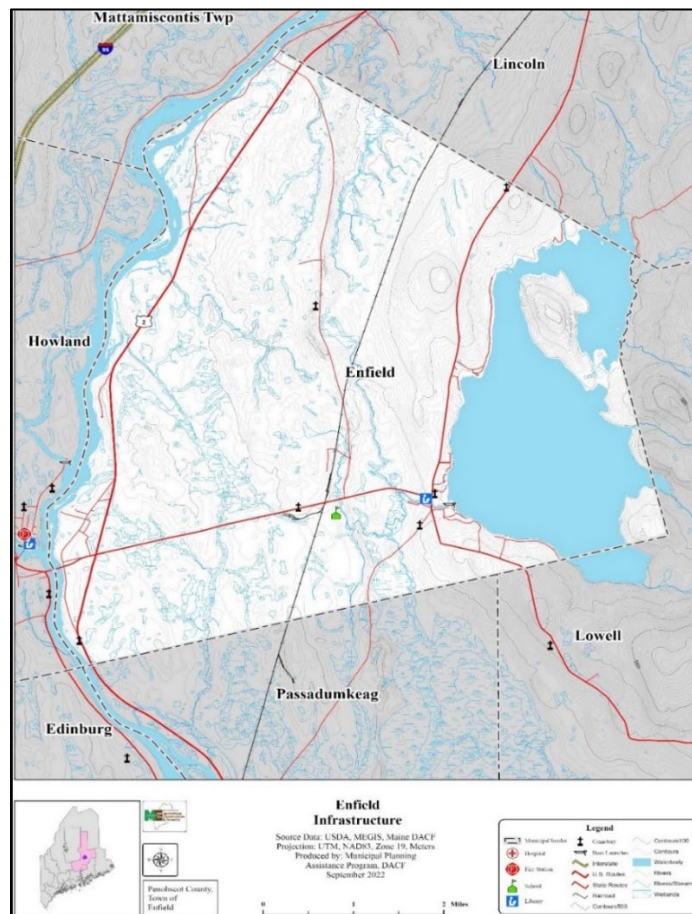 Mattamiscontis Twp
95
Lincoln
Howland
2
Enfield
Lowell
Passadumkeag
Edinburg
Enfield
Infrastructure
Source Data: USDA, MEGIS, Maine DACF
Projection: UTM, NAD83, Zone 19, Meters
Produced by: Municipal Planning
Assistance Program, DACF
September 2022
Penobscot County,
Town of
Enfield
0 1 2 Miles
Legend
Hospital
Fire Station
School
Library
Cemetery
Boat Launches
Interstate
U.S. Routes
State Routes
Railroad
Contours
Waterbody
Rivers
Rivers/Stream
Wetlands